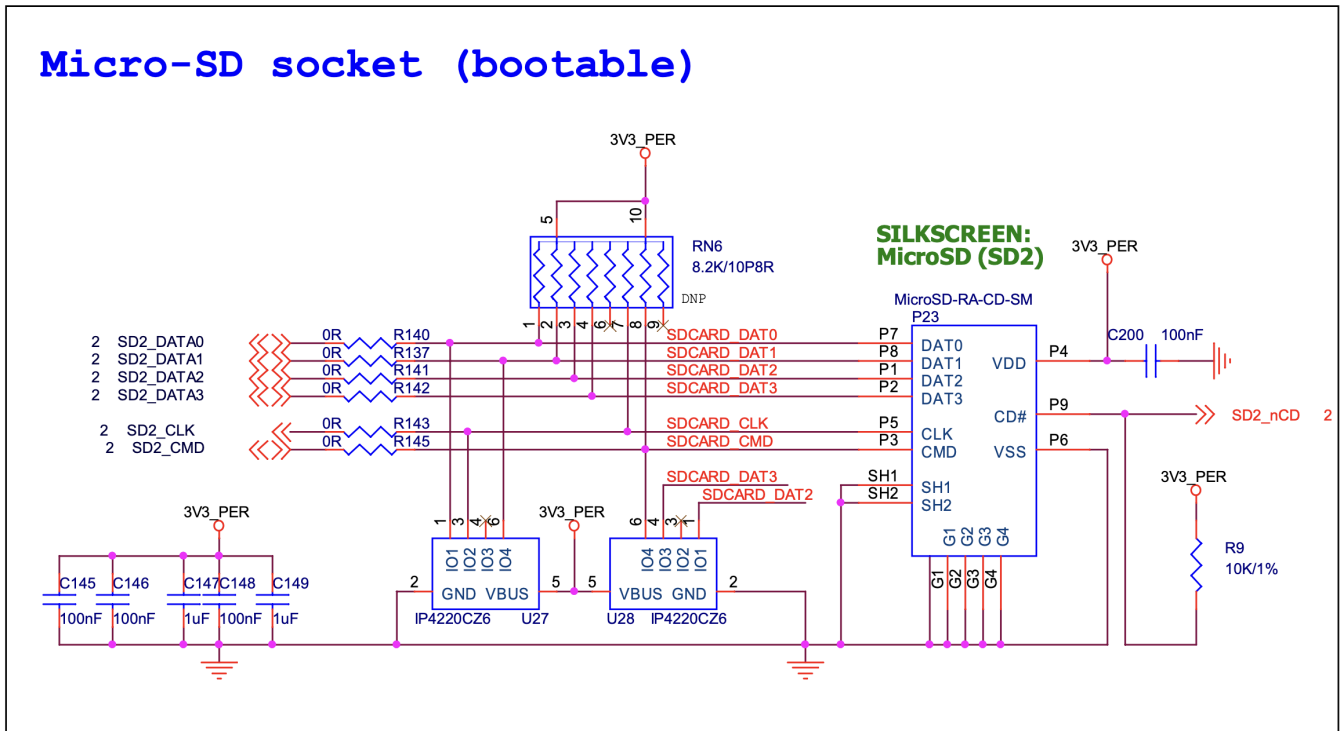 Micro-SD socket (bootable)
3V3_PER
5
10
RN6
8.2K/10P8R
DNP
1
2
3
4
6
7
8
9
SILKSCREEN:
MicroSD (SD2)
3V3_PER
MicroSD-RA-CD-SM
P23
C200 100nF
2 SD2_DATA0 0R R140 SDCARD_DAT0 P7 DAT0
2 SD2_DATA1 0R R137 SDCARD_DAT1 P8 DAT1
2 SD2_DATA2 0R R141 SDCARD_DAT2 P1 DAT2
2 SD2_DATA3 0R R142 SDCARD_DAT3 P2 DAT3
VDD P4
CD# P9 SD2_nCD 2
2 SD2_CLK 0R R143 SDCARD_CLK P5 CLK
2 SD2_CMD 0R R145 SDCARD_CMD P3 CMD
VSS P6
SDCARD_DAT3 SH1 SH1
SDCARD_DAT2 SH2 SH2
G1 G2 G3 G4
G1 G2 G3 G4
3V3_PER
R9
10K/1%
3V3_PER
C145 C146 C147 C148 C149
100nF 100nF 1uF 100nF 1uF
1 3 4 6
IO1 IO2 IO3 IO4
2 GND VBUS 5
IP4220CZ6 U27
3V3_PER
6 4 3 1
IO4 IO3 IO2 IO1
5 VBUS GND 2
U28 IP4220CZ6